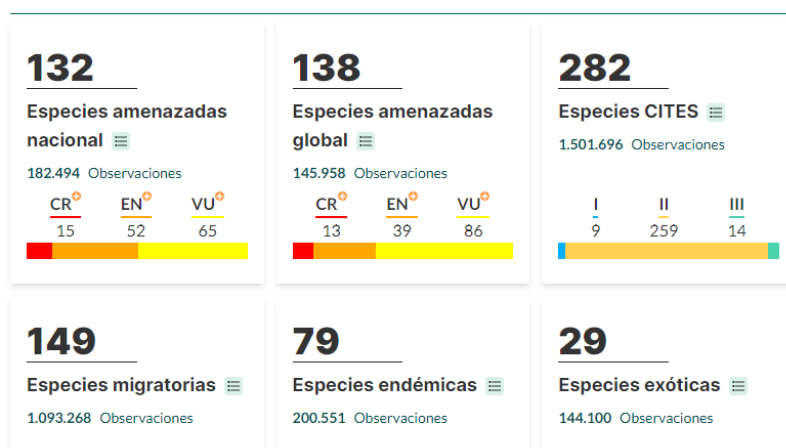 132
Especies amenazadas
nacional
182.494 Observaciones
CR EN VU
15 52 65
138
Especies amenazadas
global
145.958 Observaciones
CR EN VU
13 39 86
282
Especies CITES
1.501.696 Observaciones
I II III
9 259 14
149
Especies migratorias
1.093.268 Observaciones
79
Especies endémicas
200.551 Observaciones
29
Especies exóticas
144.100 Observaciones